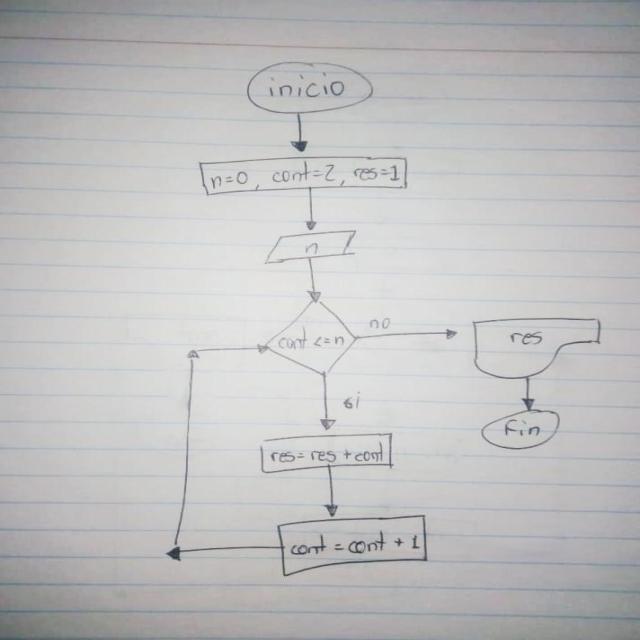 inicio
n=0, cont=2, res=1
n
cont <=n
no
res
si
fin
res=res+cont
cont = cont + 1